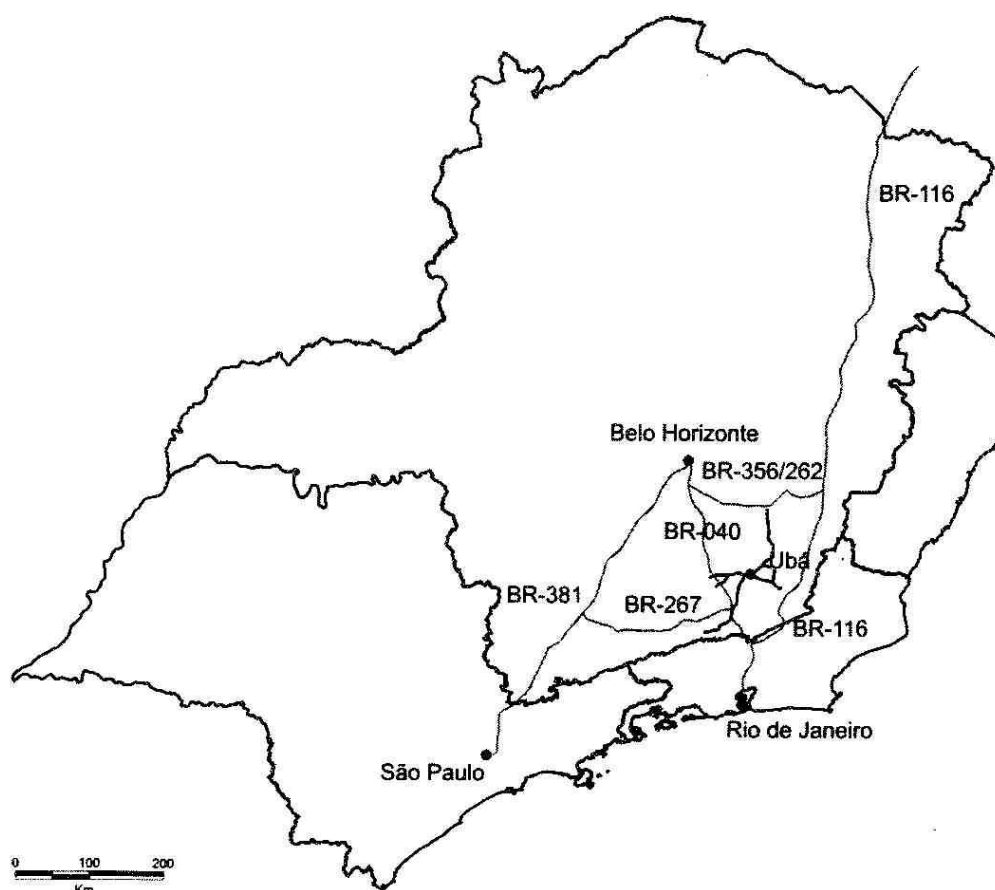 BR-116
Belo Horizonte
BR-356/262
BR-040
Ubá
BR-381
BR-267
BR-116
Rio de Janeiro
São Paulo
0 100 200
Km